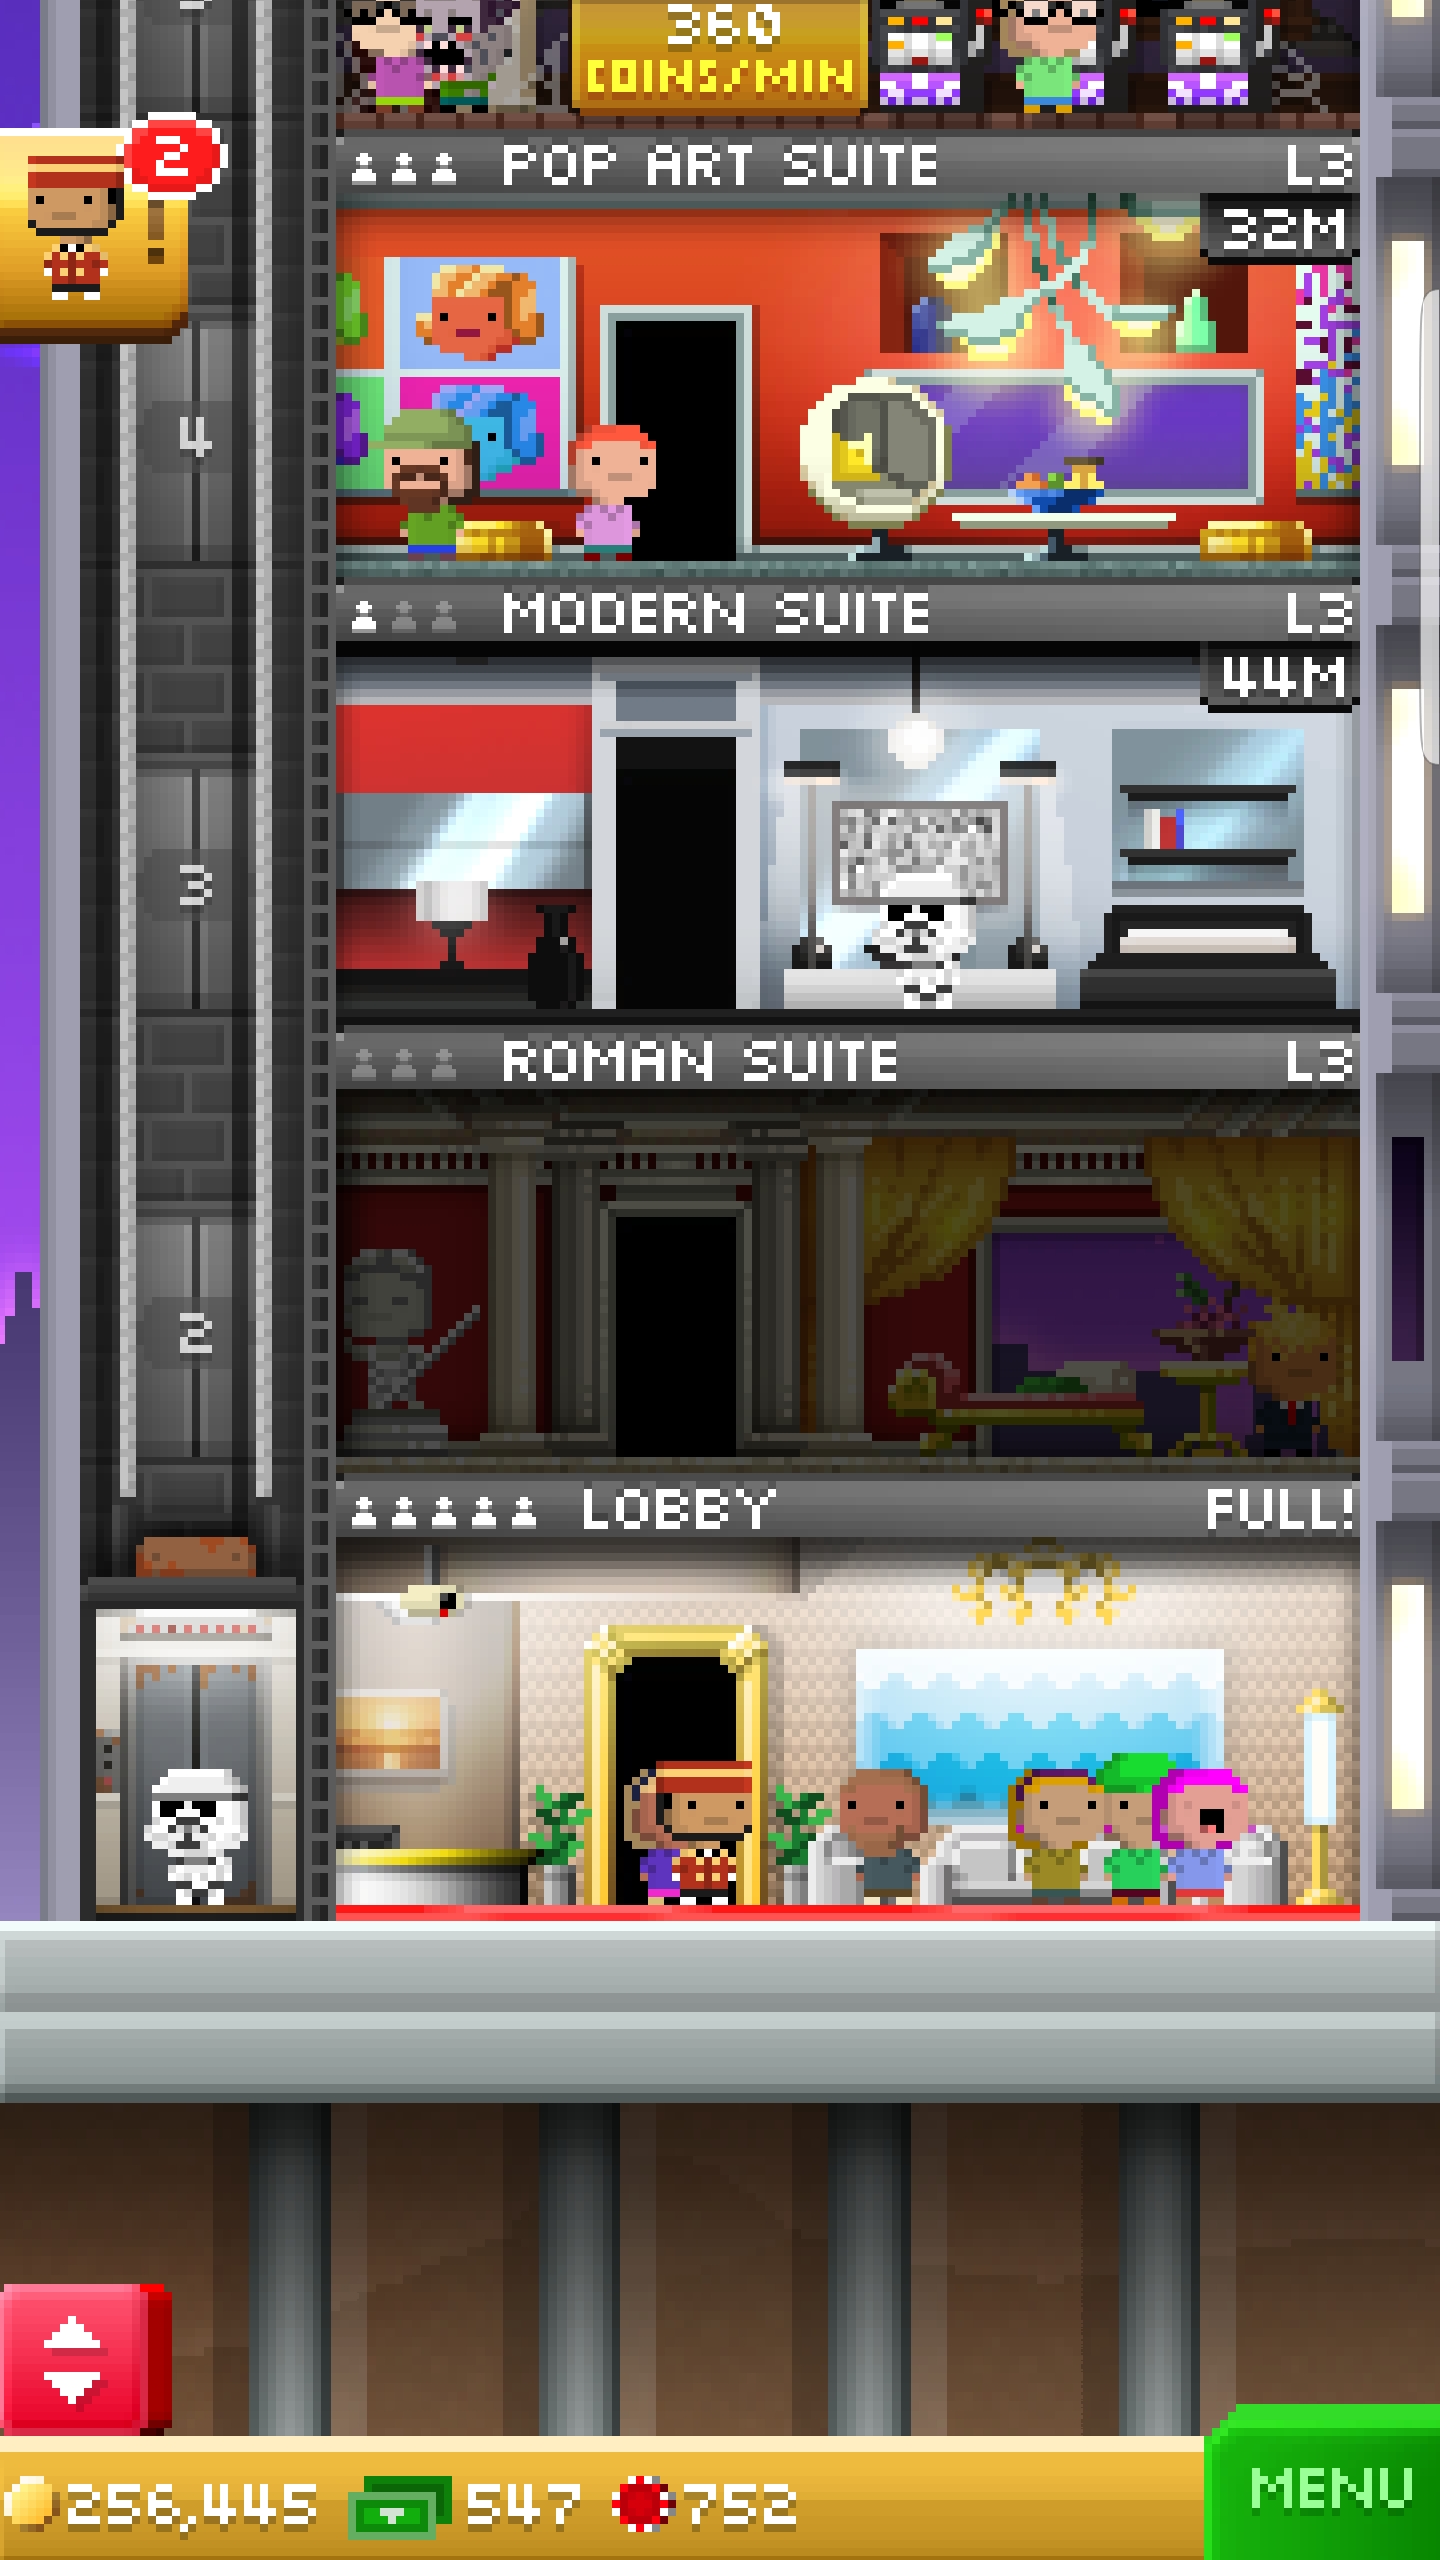 360
COINS/MIN
2
!
POP ART SUITE L3
32M
4
MODERN SUITE L3
44M
3
ROMAN SUITE L3
2
LOBBY FULL!
256,445 547 752
MENU